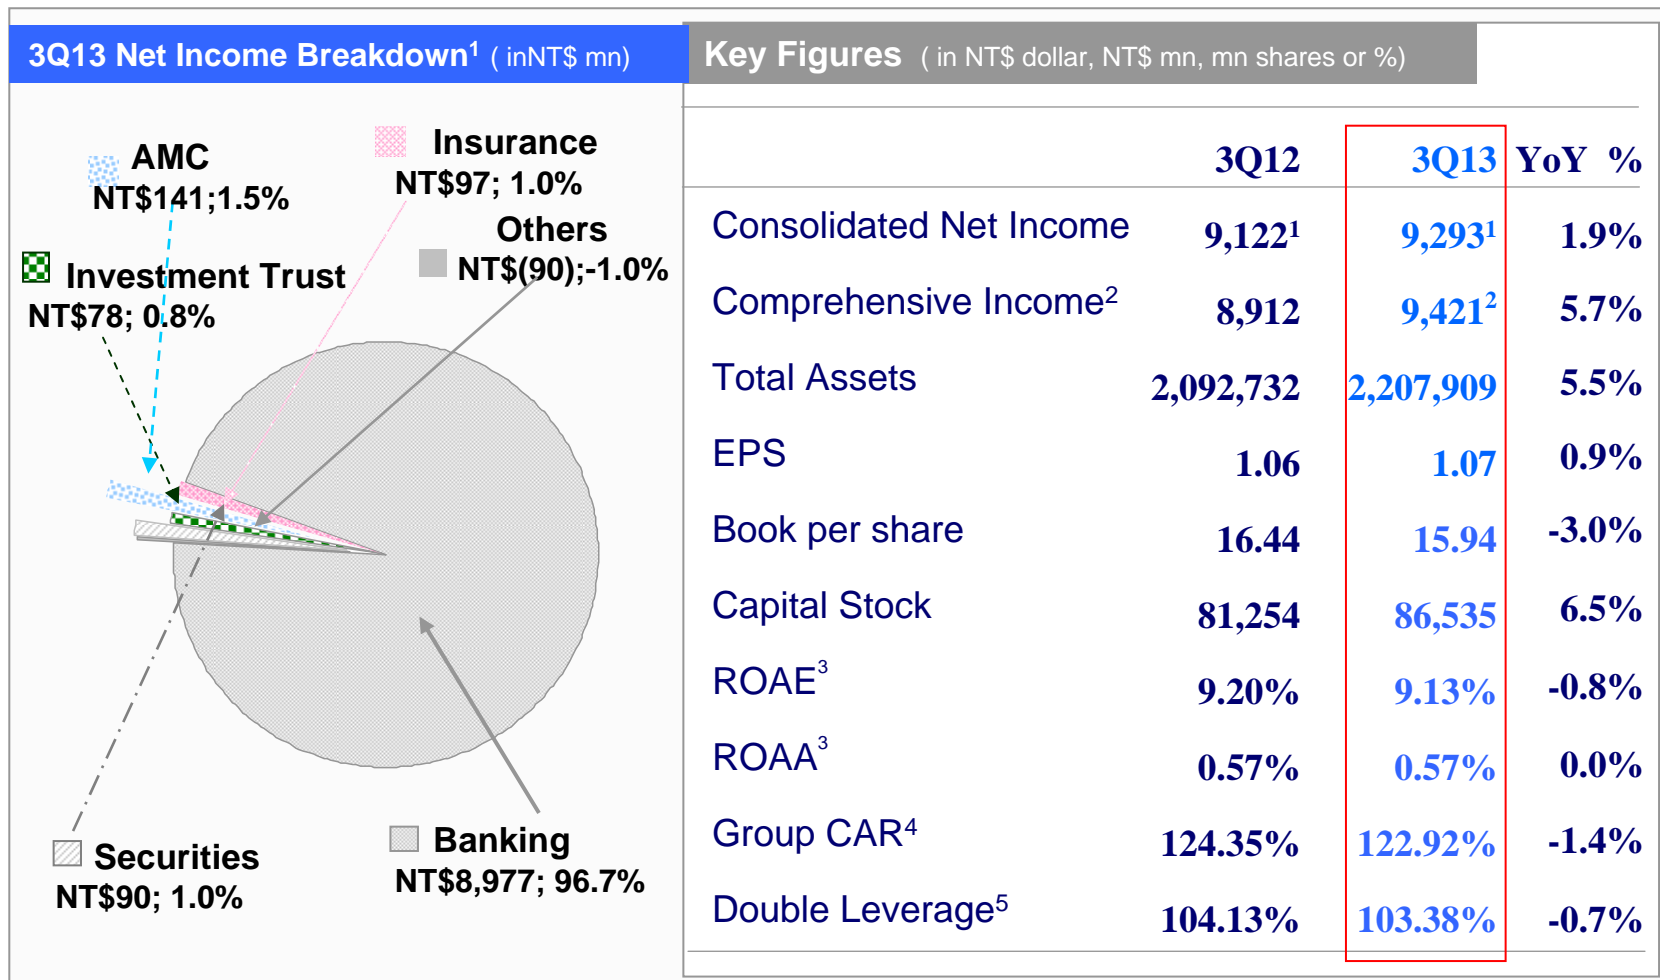 3Q13 Net Income Breakdown1 ( inNT$ mn)
AMC
NT$141;1.5%
Insurance
NT$97; 1.0%
Others
NT$(90);-1.0%
Investment Trust
NT$78; 0.8%
Securities
NT$90; 1.0%
Banking
NT$8,977; 96.7%
Key Figures ( in NT$ dollar, NT$ mn, mn shares or %)
3Q12 3Q13 YoY %
Consolidated Net Income 9,1221 9,2931 1.9%
Comprehensive Income2 8,912 9,4212 5.7%
Total Assets 2,092,732 2,207,909 5.5%
EPS 1.06 1.07 0.9%
Book per share 16.44 15.94 -3.0%
Capital Stock 81,254 86,535 6.5%
ROAE3 9.20% 9.13% -0.8%
ROAA3 0.57% 0.57% 0.0%
Group CAR4 124.35% 122.92% -1.4%
Double Leverage5 104.13% 103.38% -0.7%